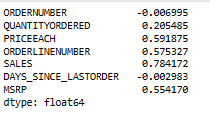 ORDERNUMBER -0.006995
QUANTITYORDERED 0.205485
PRICEEACH 0.591875
ORDERLINENUMBER 0.575327
SALES 0.784172
DAYS_SINCE_LASTORDER -0.002983
MSRP 0.554170
dtype: float64